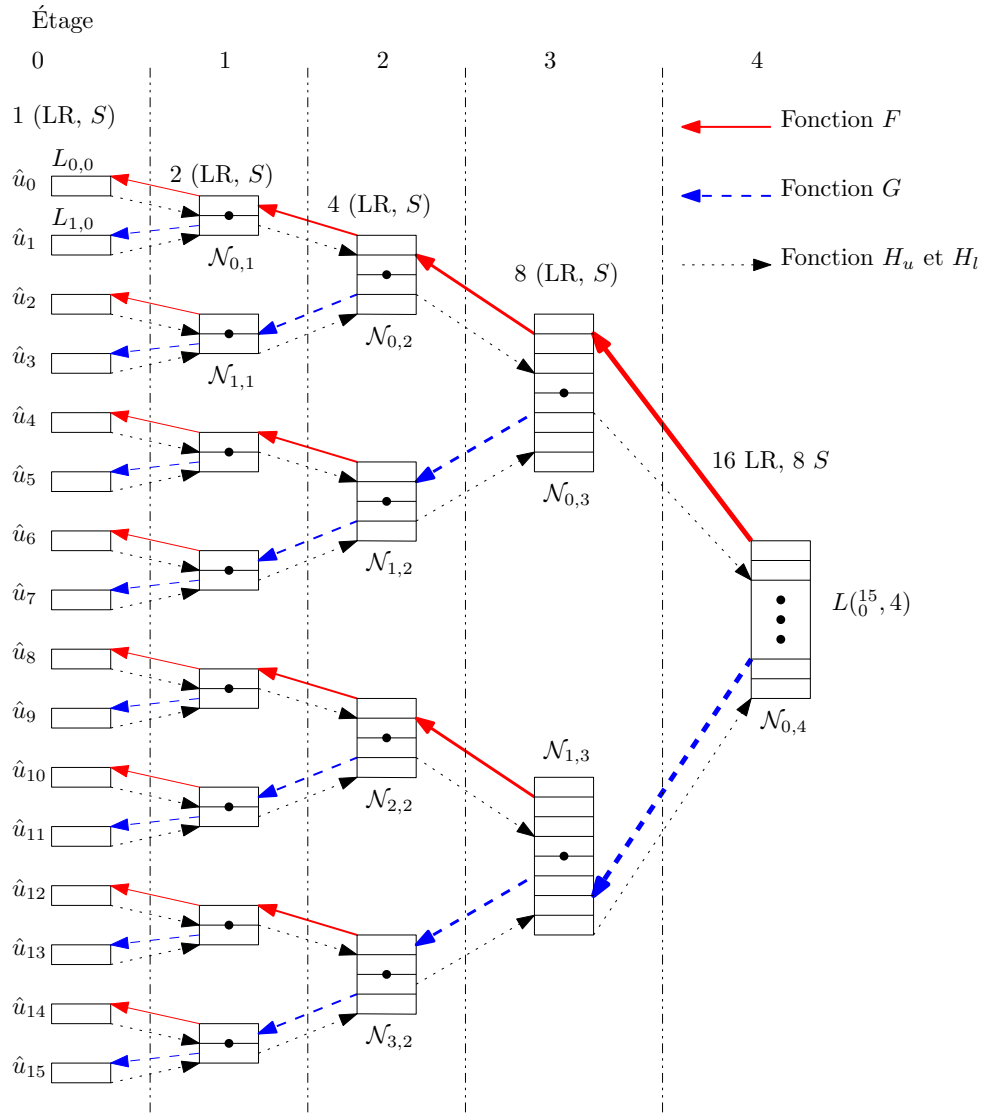 Étage
0 1 2 3 4
1 (LR, S)
Fonction F
L₀,₀
û₀
2 (LR, S)
Fonction G
4 (LR, S)
L₁,₀
û₁
𝒩₀,₁
Fonction Hᵤ et Hₗ
8 (LR, S)
û₂
𝒩₀,₂
û₃
𝒩₁,₁
û₄
16 LR, 8 S
û₅
𝒩₀,₃
û₆
𝒩₁,₂
û₇
L(₀¹⁵, 4)
û₈
û₉
𝒩₀,₄
𝒩₁,₃
û₁₀
𝒩₂,₂
û₁₁
û₁₂
û₁₃
û₁₄
𝒩₃,₂
û₁₅